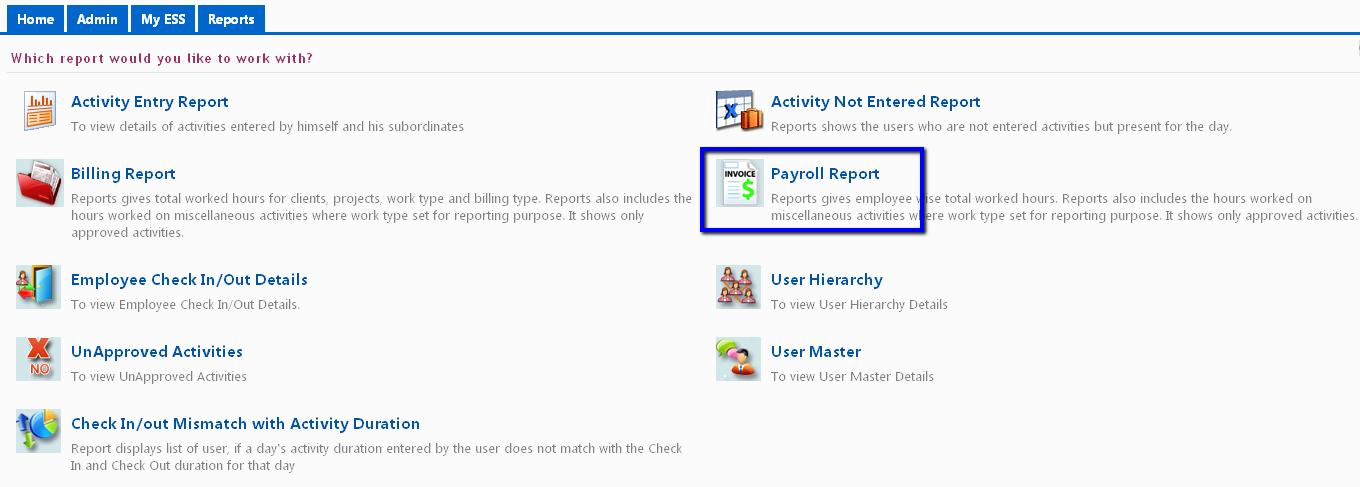 Home Admin My ESS Reports
Which report would you like to work with?
Activity Entry Report
To view details of activities entered by himself and his subordinates
Activity Not Entered Report
Reports shows the users who are not entered activities but present for the day.
Billing Report
Reports gives total worked hours for clients, projects, work type and billing type. Reports also includes the
hours worked on miscellaneous activities where work type set for reporting purpose. It shows only
approved activities.
INVOICE
$
Payroll Report
Reports gives employee wise total worked hours. Reports also includes the hours worked on
miscellaneous activities where work type set for reporting purpose. It shows only approved activities.
Employee Check In/Out Details
To view Employee Check In/Out Details.
User Hierarchy
To view User Hierarchy Details
X
NO
UnApproved Activities
To view UnApproved Activities
User Master
To view User Master Details
Check In/out Mismatch with Activity Duration
Report displays list of user, if a day's activity duration entered by the user does not match with the Check
In and Check Out duration for that day